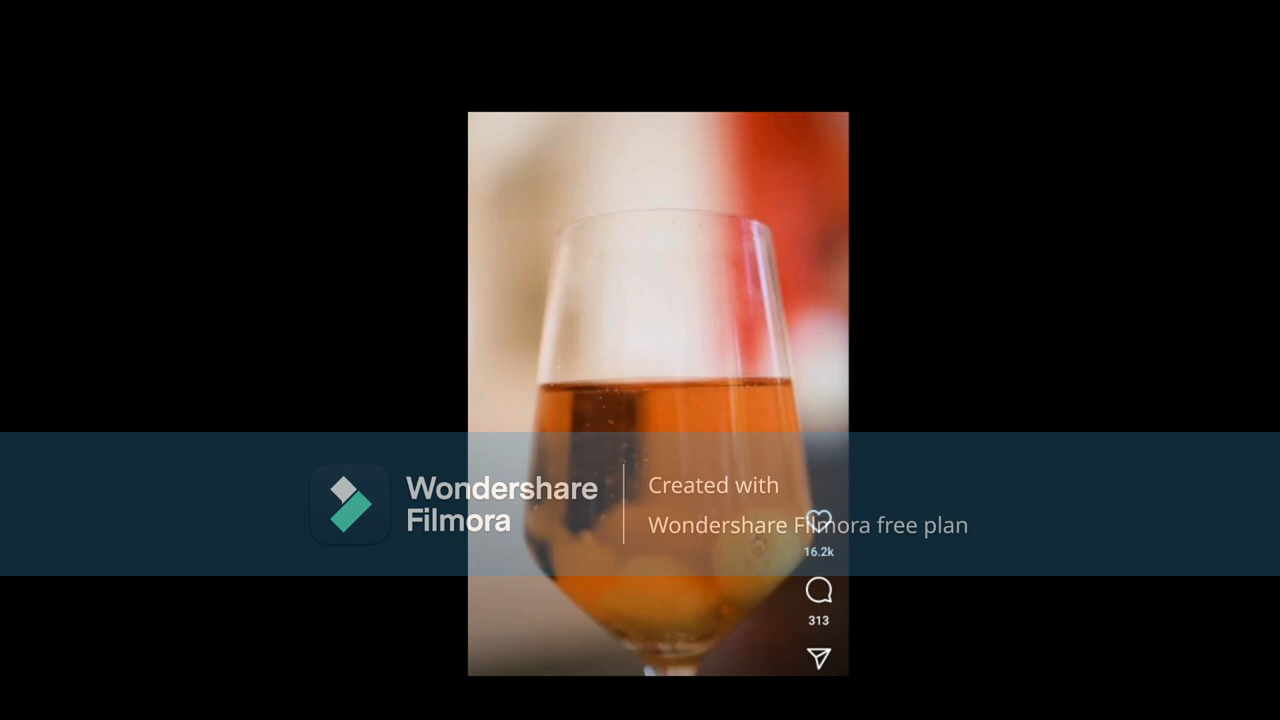 Wondershare
Filmora
Created with
Wondershare Filmora free plan
16.2k
313